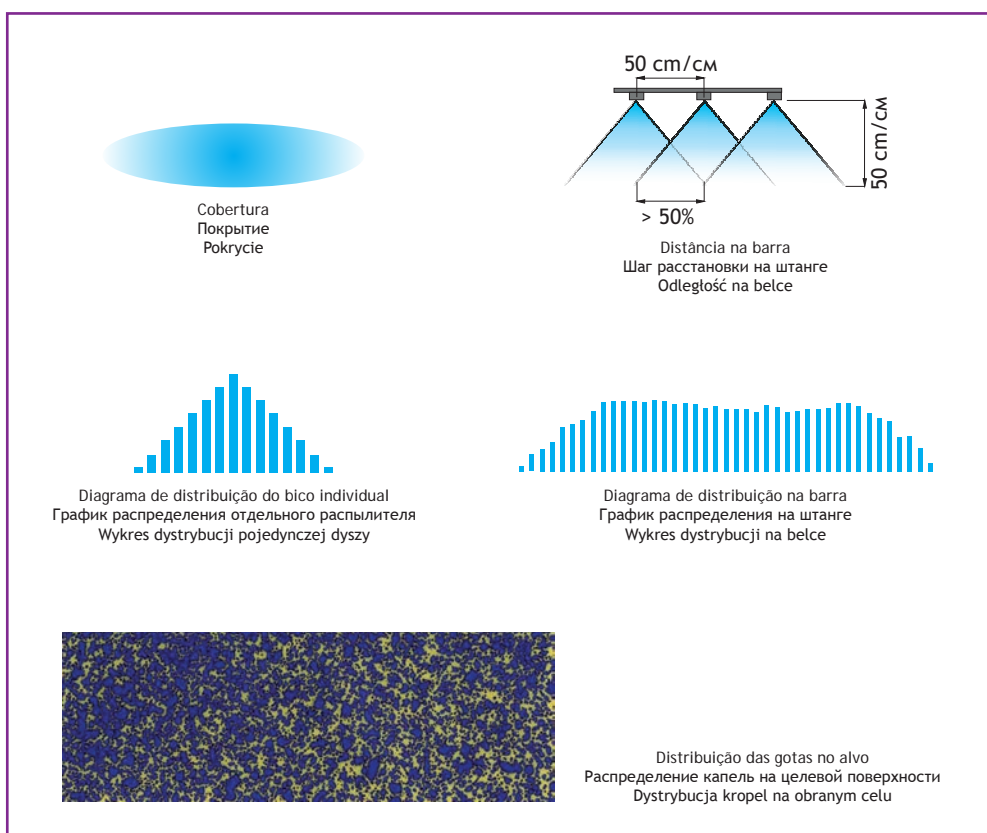 50 cm/см
50 cm/см
> 50%
Cobertura
Покрытие
Pokrycie
Distância na barra
Шаг расстановки на штанге
Odległość na belce
Diagrama de distribuição do bico individual
График распределения отдельного распылителя
Wykres dystrybucji pojedynczej dyszy
Diagrama de distribuição na barra
График распределения на штанге
Wykres dystrybucji na belce
Distribuição das gotas no alvo
Распределение капель на целевой поверхности
Dystrybucja kropel na obranym celu